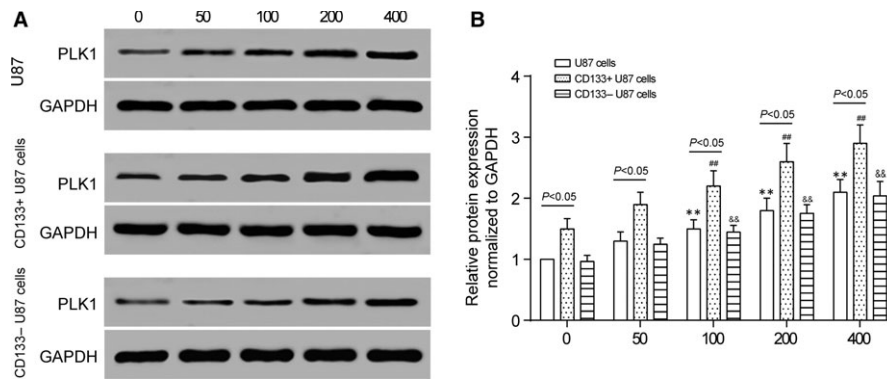 A
0 50 100 200 400
U87
PLK1
GAPDH
CD133+ U87 cells
PLK1
GAPDH
CD133– U87 cells
PLK1
GAPDH
B
U87 cells
CD133+ U87 cells
CD133– U87 cells
Relative protein expression
normalized to GAPDH
4
3
2
1
0
P<0.05
P<0.05
P<0.05
P<0.05
P<0.05
** ## &&
** ## &&
** ## &&
0 50 100 200 400